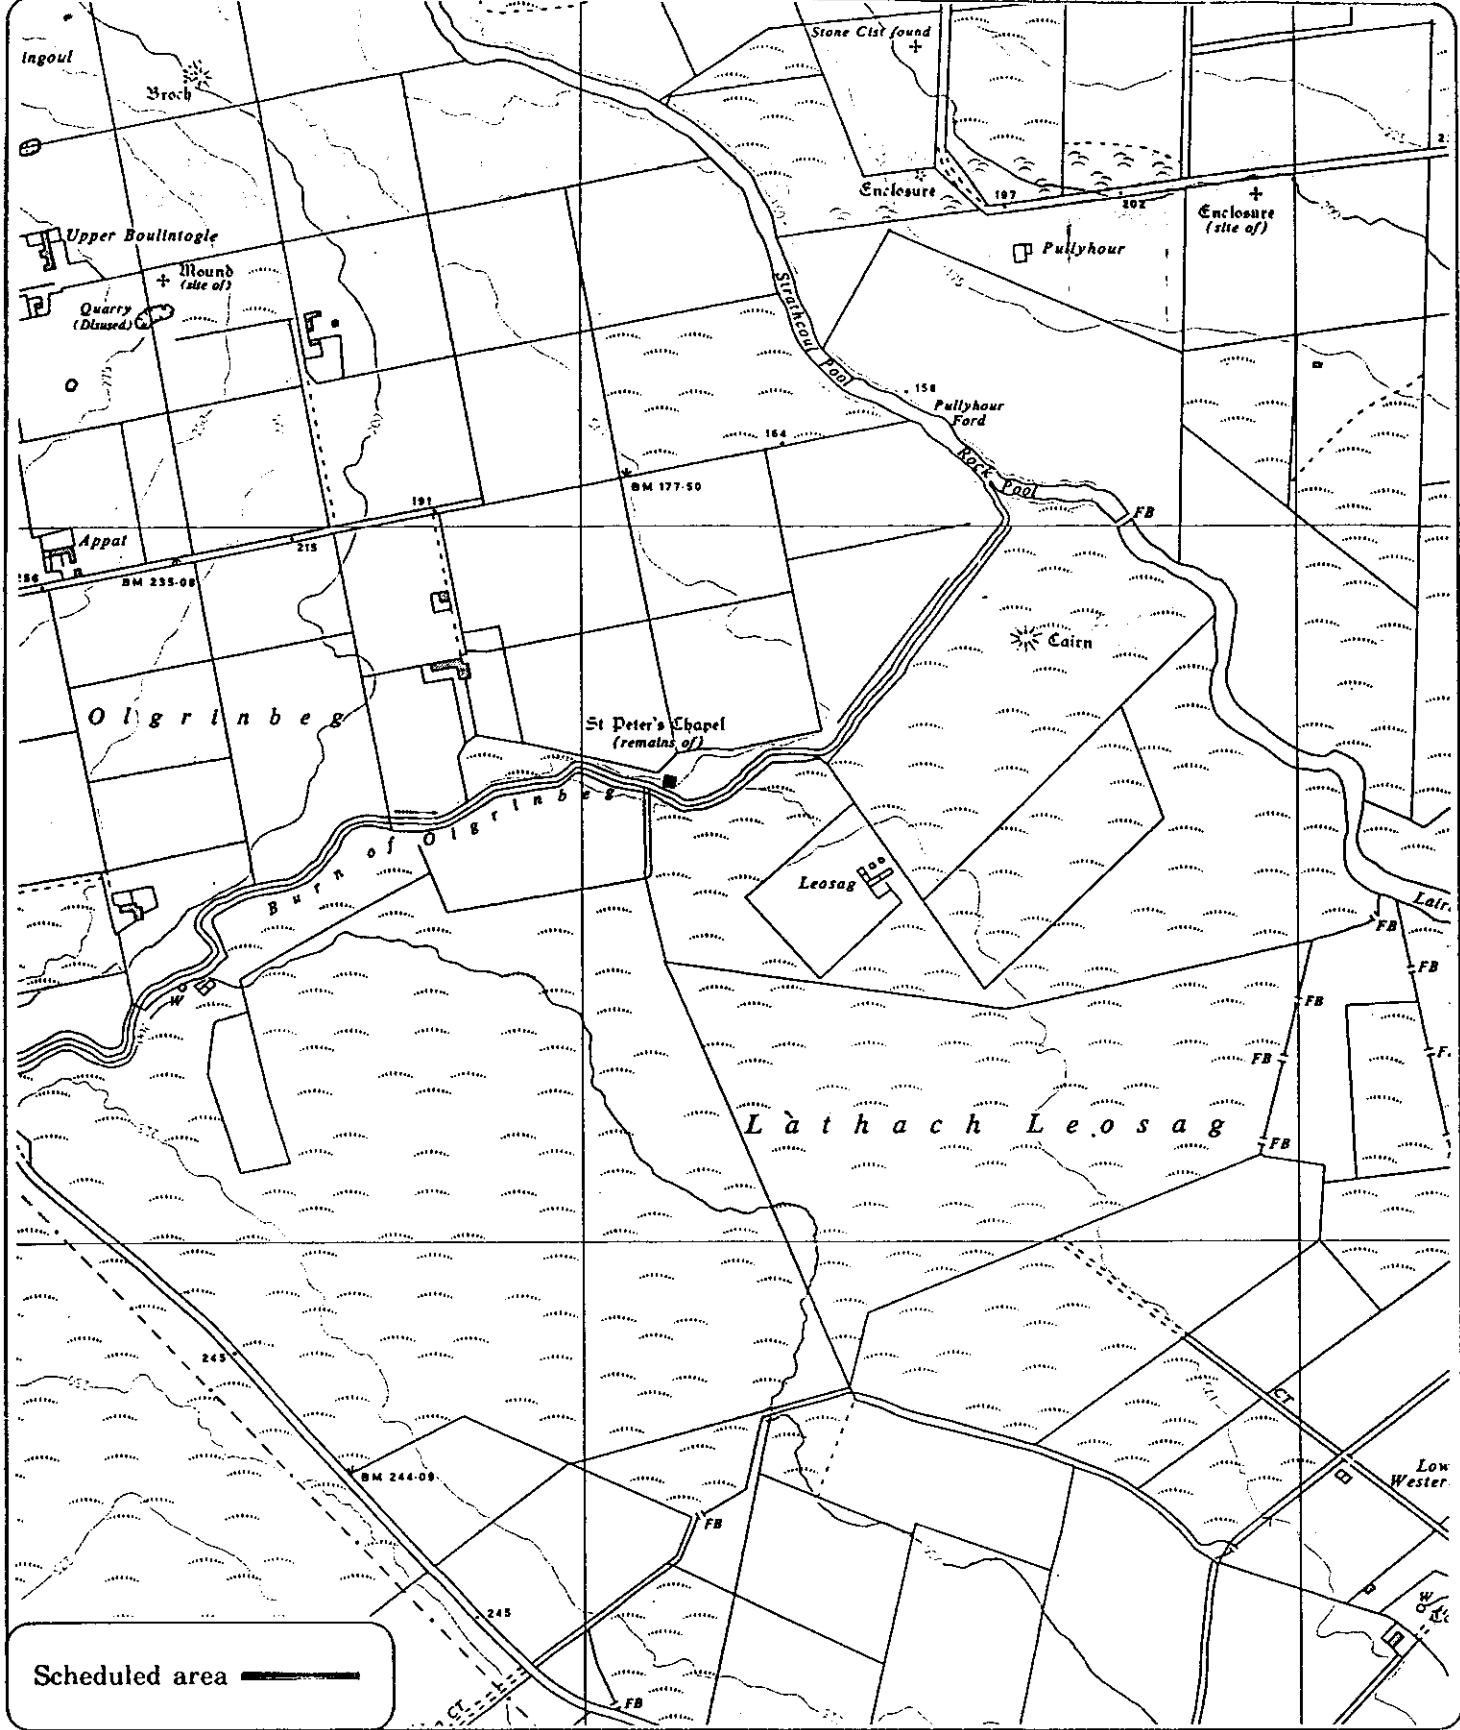 ingoul
Stone Cist found
Broch
Enclosure
197
202
Enclosure
(site of)
Upper Boulintogle
Pullyhour
Mound
(site of)
Quarry
(Disused)
Strathcoul Pool
175
158
Pullyhour
Ford
164
Rock Pool
BM 177·50
191
FB
Appat
215
BM 235·08
Cairn
Olgrinbeg
St Peter's Chapel
(remains of)
Burn of Olgrinbeg
Leosag
FB
FB
W
FB
FB
Làthach Leosag
FB
245
CT
BM 244·09
Low
Wester
FB
245
W
Scheduled area
CT
FB